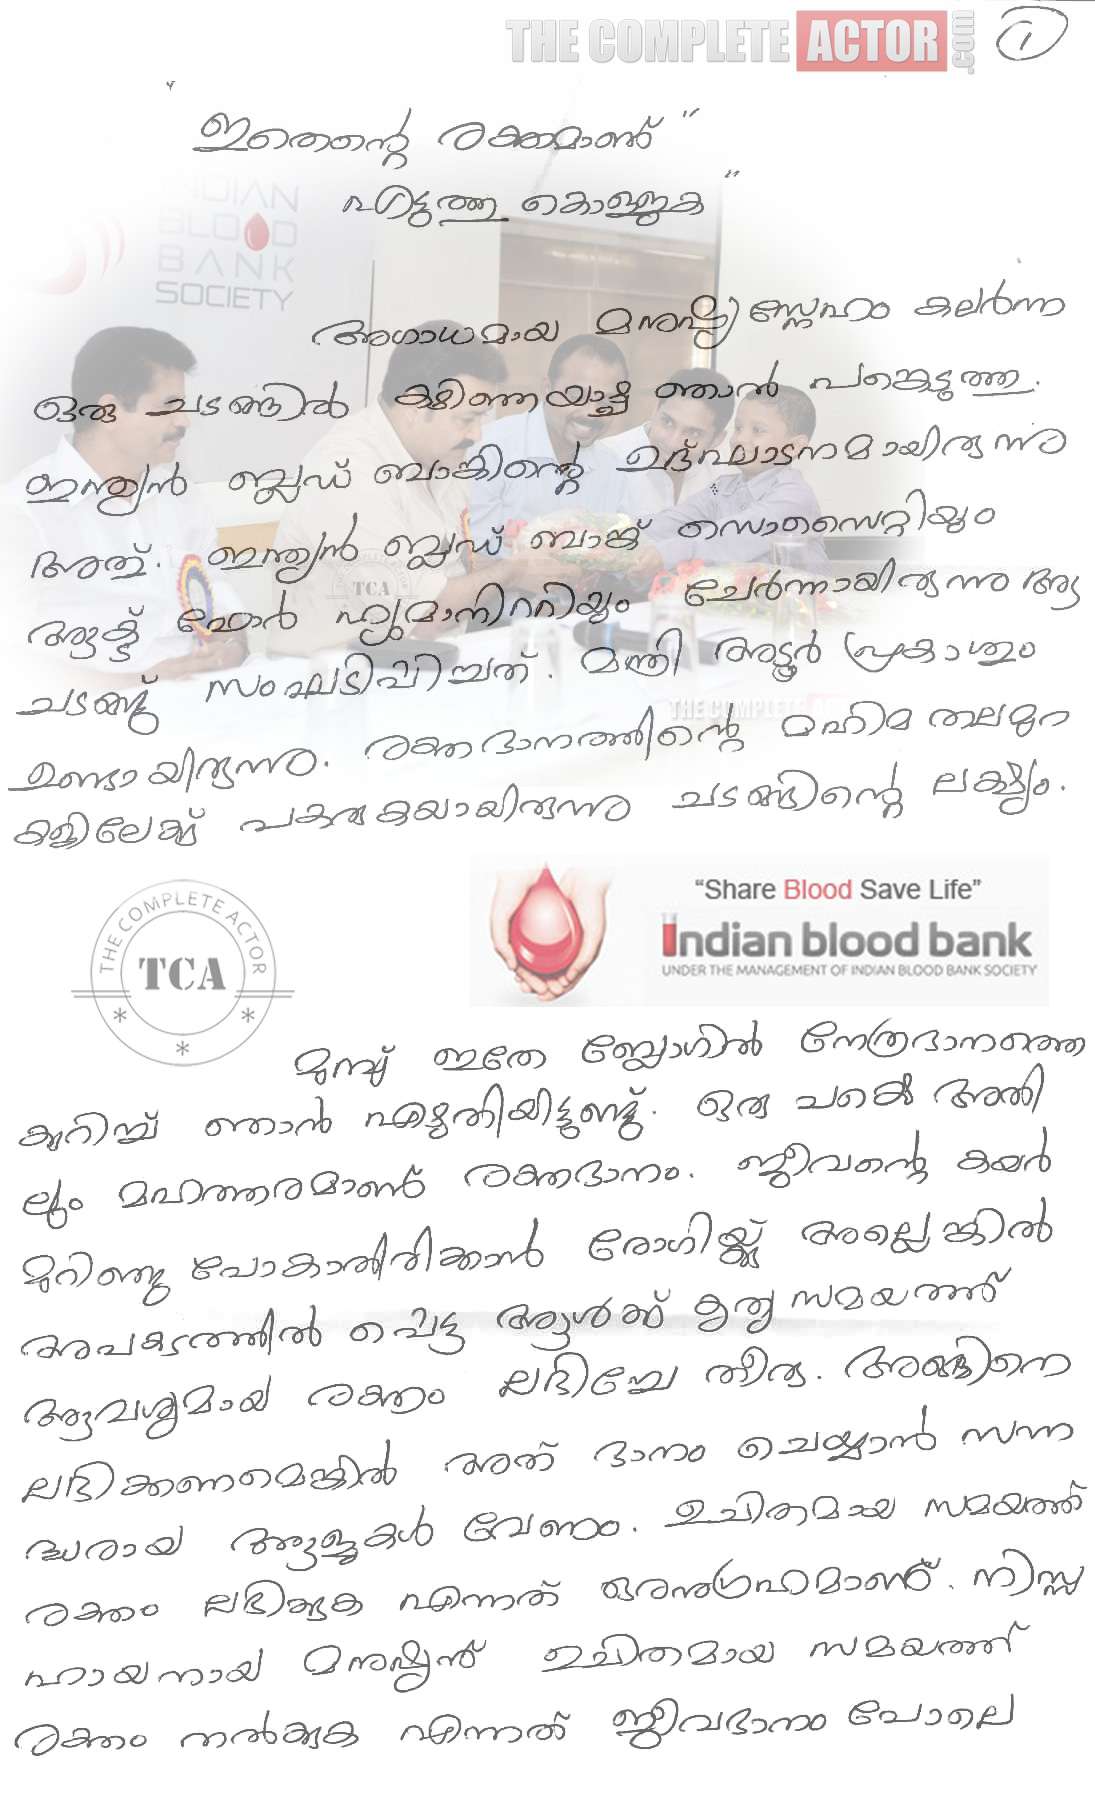 THE COMPLETE ACTOR .com
1
"ഇതെന്റെ രക്തമാണ്"
എടുത്തു കൊള്ളുക"
INDIAN
BLOOD
BANK
SOCIETY
അഗാധമായ മനുഷ്യസ്നേഹം കലർന്ന
ഒരു ചടങ്ങിൽ കഴിഞ്ഞയാഴ്ച ഞാൻ പങ്കെടുത്തു.
ഇന്ത്യൻ ബ്ലഡ് ബാങ്കിന്റെ ഉദ്ഘാടനമായിരുന്നു
അത്. ഇന്ത്യൻ ബ്ലഡ് ബാങ്ക് സൊസൈറ്റിയും
ആക്ട് ഫോർ ഹ്യുമാനിററിയും ചേർന്നായിരുന്നു ആ
ചടങ്ങ് സംഘടിപ്പിച്ചത്. മന്ത്രി അടൂർ പ്രകാശും
ഉണ്ടായിരുന്നു. രക്തദാനത്തിന്റെ മഹിമ തലമുറ
കളിലേക്ക് പകരുകയായിരുന്നു ചടങ്ങിന്റെ ലക്ഷ്യം.
THE COMPLETE ACTOR
TCA
"Share Blood Save Life"
Indian blood bank
UNDER THE MANAGEMENT OF INDIAN BLOOD BANK SOCIETY
മുമ്പ് ഇതേ ബ്ലോഗിൽ നേത്രദാനത്തെ
കുറിച്ച് ഞാൻ എഴുതിയിട്ടുണ്ട്. ഒരു പക്ഷെ അതി
ലും മഹത്തരമാണ് രക്തദാനം. ജീവന്റെ കയർ
മുറിഞ്ഞു പോകാതിരിക്കാൻ രോഗിയ്ക്ക് അല്ലെങ്കിൽ
അപകടത്തിൽ പെട്ട ആൾക്ക് കൃത്യ സമയത്ത്
ആവശ്യമായ രക്തം ലഭിച്ചേ തീരൂ. അങ്ങിനെ
ലഭിക്കണമെങ്കിൽ അത് ദാനം ചെയ്യാൻ സന്ന
ദ്ധരായ ആളുകൾ വേണം. ഉചിതമായ സമയത്ത്
രക്തം ലഭിക്കുക എന്നത് ഒരനുഗ്രഹമാണ്. നിസ്സ
ഹായനായ മനുഷ്യന് ഉചിതമായ സമയത്ത്
രക്തം നൽകുക എന്നത് ജീവദാനം പോലെ